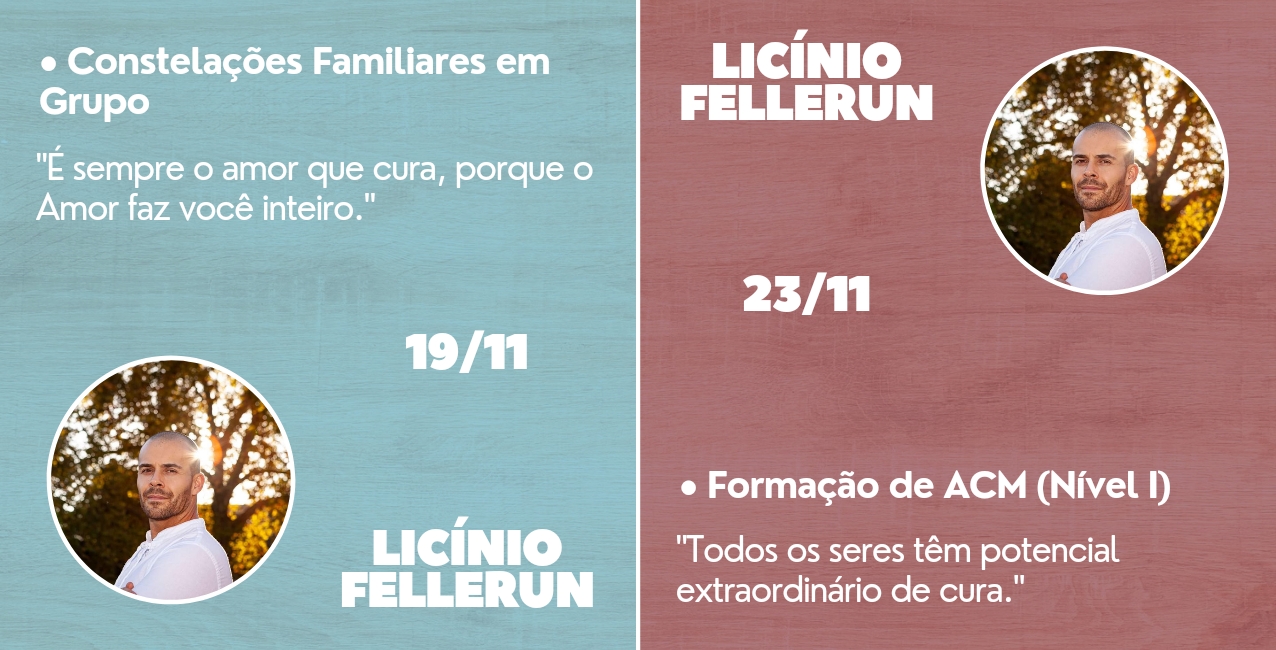 ● Constelações Familiares em
Grupo
"É sempre o amor que cura, porque o
Amor faz você inteiro."
19/11
LICÍNIO
FELLERUN
LICÍNIO
FELLERUN
23/11
● Formação de ACM (Nível I)
"Todos os seres têm potencial
extraordinário de cura."